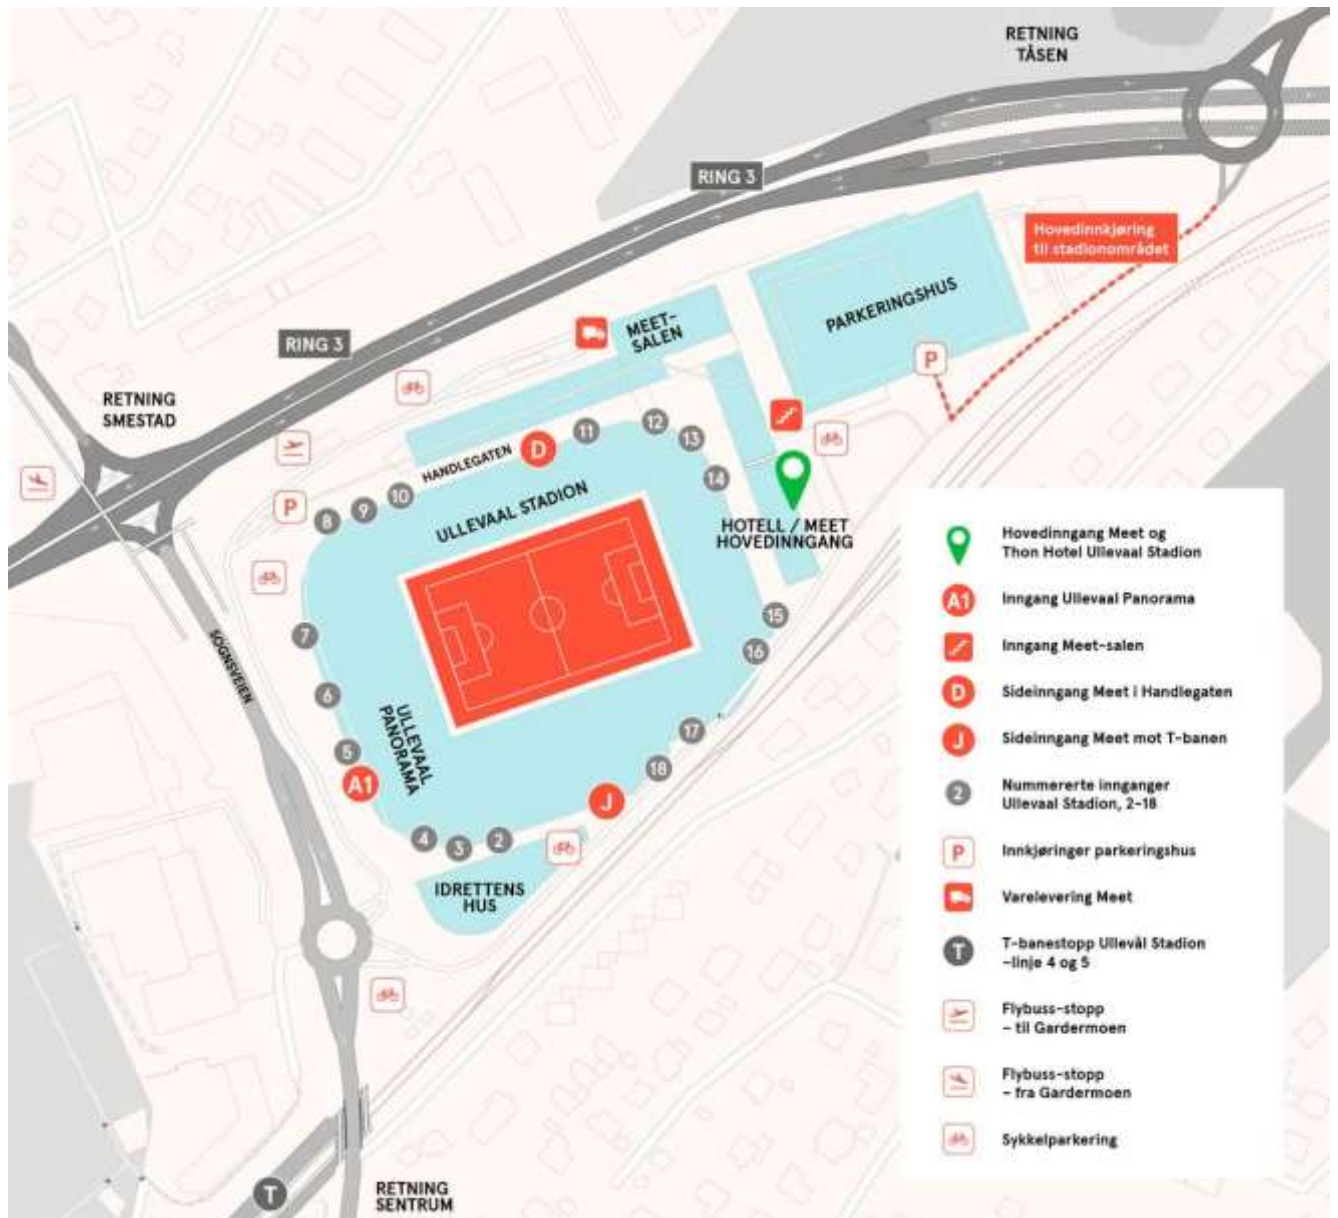 RETNING
TÅSEN
RING 3
Hovedinnkjøring
til stadionområdet
PARKERINGSHUS
MEET-
SALEN
RING 3
P
RETNING
SMESTAD
12
11
13
HANDLEGATEN
D
14
10
9
8
P
ULLEVAAL STADION
HOTELL / MEET
HOVEDINNGANG
15
7
16
SOGNSVEIEN
6
ULLEVAAL
PANORAMA
17
5
18
A1
J
4
3
2
IDRETTENS
HUS
T
RETNING
SENTRUM
Hovedinngang Meet og
Thon Hotel Ullevaal Stadion
A1 Inngang Ullevaal Panorama
Inngang Meet-salen
D Sideinngang Meet i Handlegaten
J Sideinngang Meet mot T-banen
2 Nummererte innganger
Ullevaal Stadion, 2-18
P Innkjøringer parkeringshus
Varelevering Meet
T T-banestopp Ullevål Stadion
-linje 4 og 5
Flybuss-stopp
- til Gardermoen
Flybuss-stopp
- fra Gardermoen
Sykkelparkering